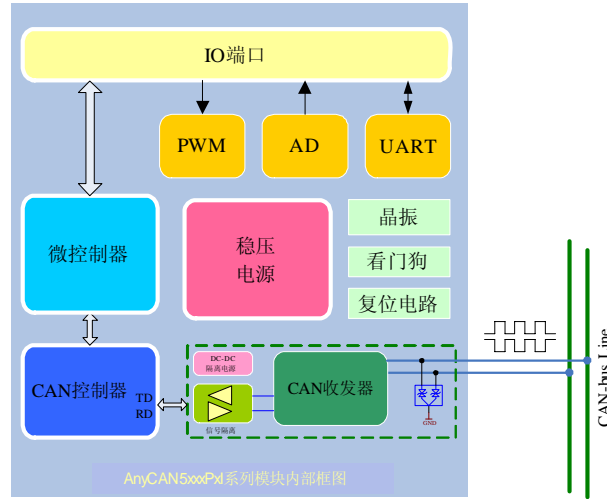 IO端口
PWM
AD
UART
微控制器
稳压
电源
晶振
看门狗
复位电路
CAN控制器
TD
RD
DC-DC
隔离电源
信号隔离
CAN收发器
GND
CAN-bus Line
AnyCAN5xxxPxI系列模块内部框图